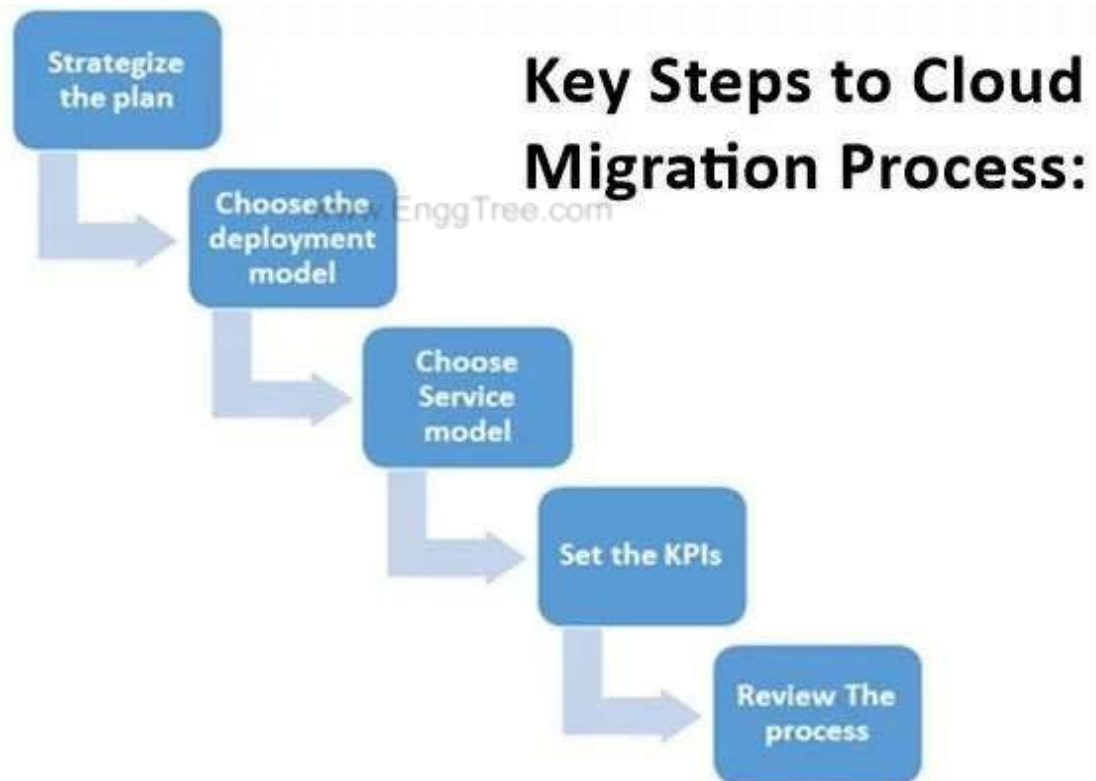 Strategize
the plan
Key Steps to Cloud
Migration Process:
www.EnggTree.com
Choose the
deployment
model
Choose
Service
model
Set the KPIs
Review The
process